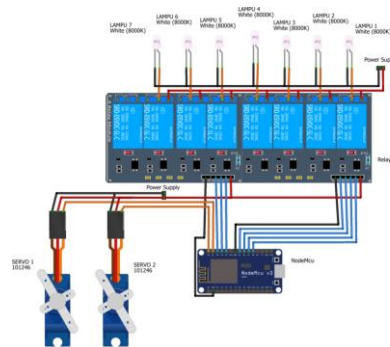 LAMPU 7
White (8000K)
LAMPU 6
White (8000K)
LAMPU 5
White (8000K)
LAMPU 4
White (8000K)
LAMPU 3
White (8000K)
LAMPU 2
White (8000K)
LAMPU 1
White (8000K)
Power Supply
Relay
Power Supply
SERVO 1
101246
SERVO 2
101246
NodeMcu v3
NodeMcu